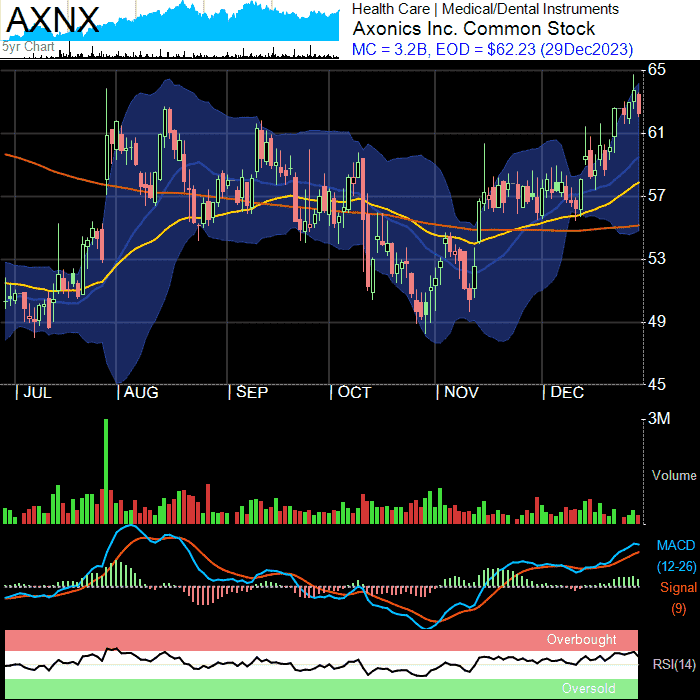 AXNX
5yr Chart
Health Care | Medical/Dental Instruments
Axonics Inc. Common Stock
MC = 3.2B, EOD = $62.23 (29Dec2023)
65
61
57
53
49
45
| JUL | AUG | SEP | OCT | NOV | DEC
3M
Volume
MACD
(12-26)
Signal
(9)
Overbought
RSI(14)
Oversold